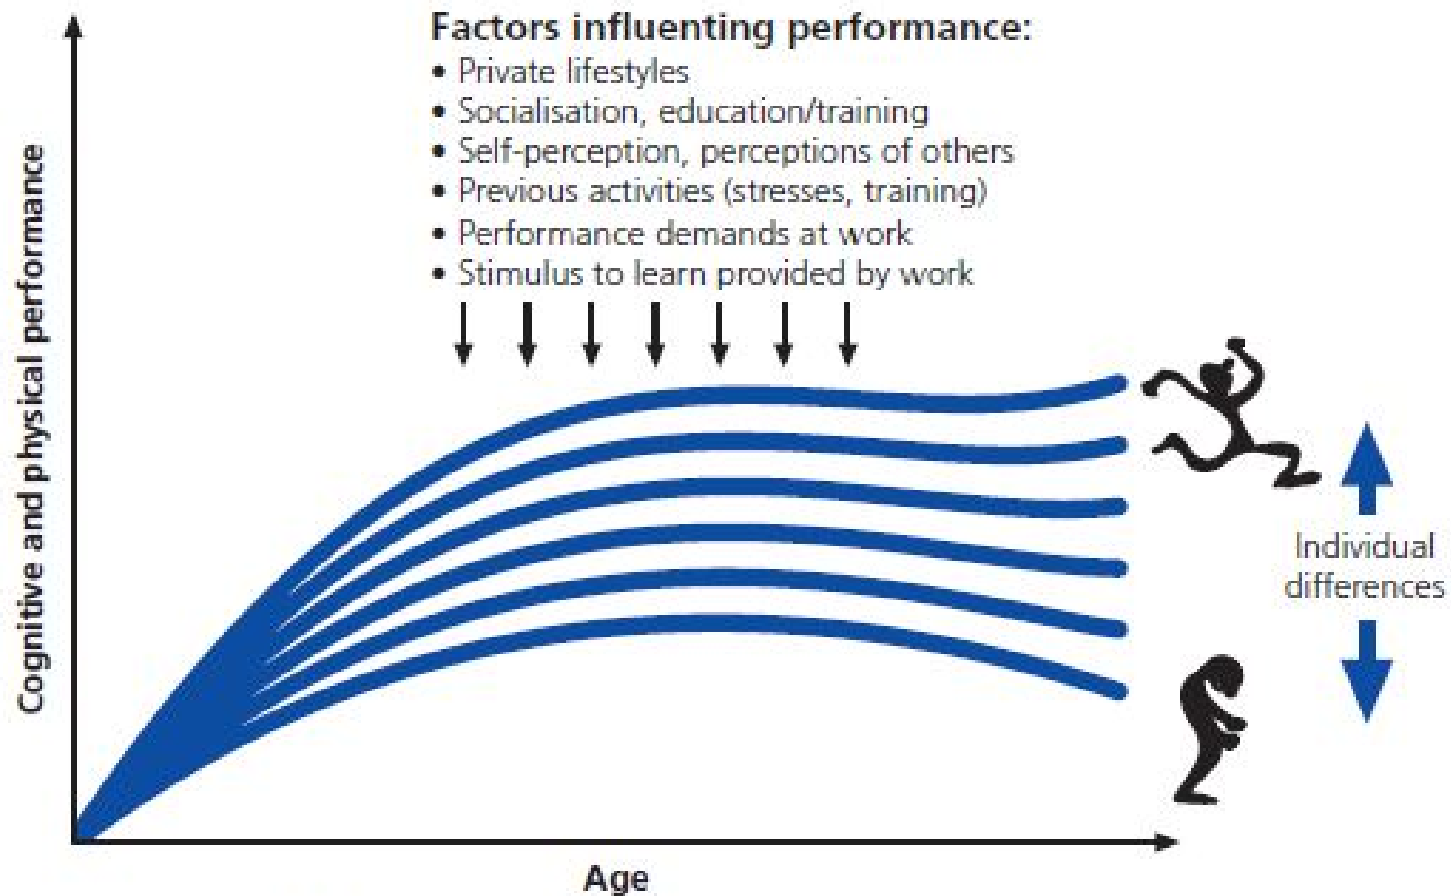 Factors influencing performance:
• Private lifestyles
• Socialisation, education/training
• Self-perception, perceptions of others
• Previous activities (stresses, training)
• Performance demands at work
• Stimulus to learn provided by work
Cognitive and physical performance
Individual
differences
Age